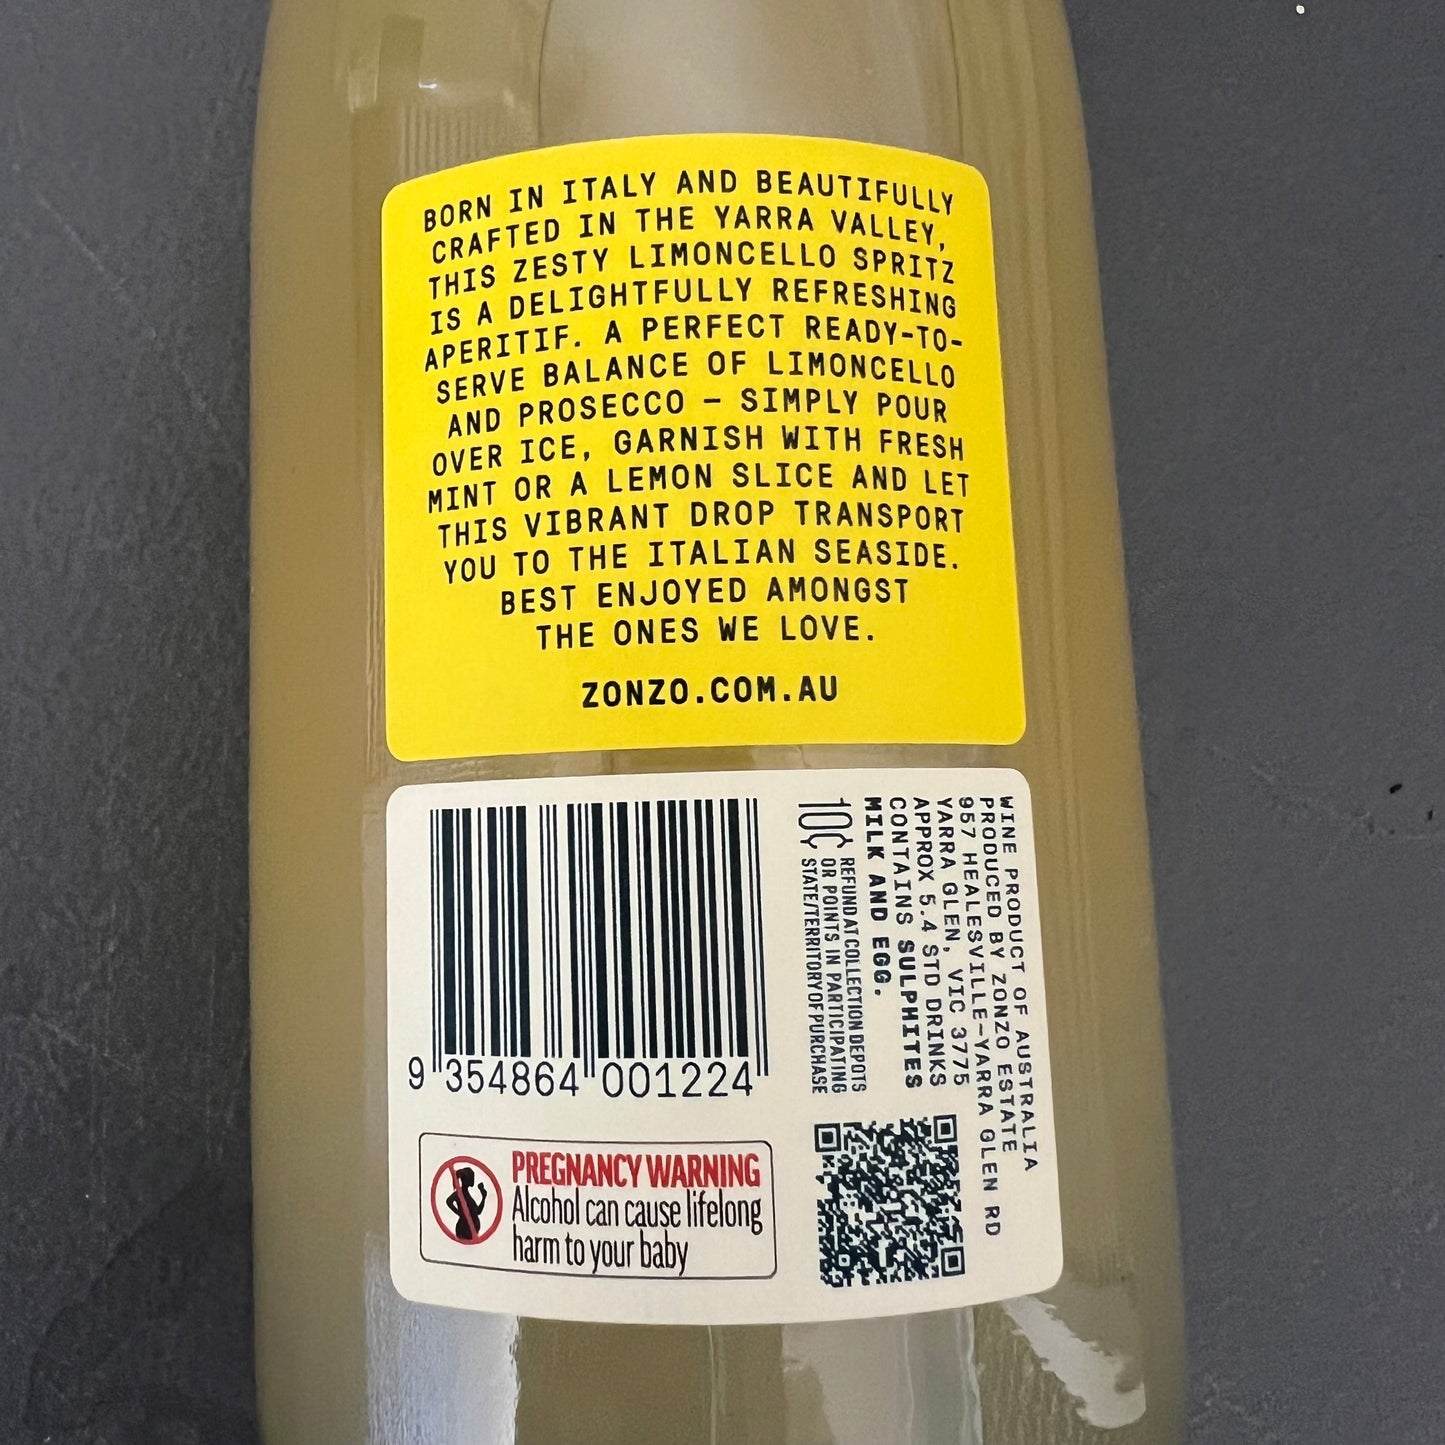 BORN IN ITALY AND BEAUTIFULLY
CRAFTED IN THE YARRA VALLEY,
THIS ZESTY LIMONCELLO SPRITZ
IS A DELIGHTFULLY REFRESHING
APERITIF. A PERFECT READY-TO-
SERVE BALANCE OF LIMONCELLO
AND PROSECCO – SIMPLY POUR
OVER ICE, GARNISH WITH FRESH
MINT OR A LEMON SLICE AND LET
THIS VIBRANT DROP TRANSPORT
YOU TO THE ITALIAN SEASIDE.
BEST ENJOYED AMONGST
THE ONES WE LOVE.
ZONZO.COM.AU
WINE PRODUCT OF AUSTRALIA
PRODUCED BY ZONZO ESTATE
957 HEALESVILLE-YARRA GLEN RD
YARRA GLEN, VIC 3775
APPROX 5.4 STD DRINKS
CONTAINS SULPHITES
MILK AND EGG.
10¢
REFUND AT COLLECTION DEPOTS
OR POINTS IN PARTICIPATING
STATE/TERRITORY OF PURCHASE
9 354864 001224
PREGNANCY WARNING
Alcohol can cause lifelong
harm to your baby